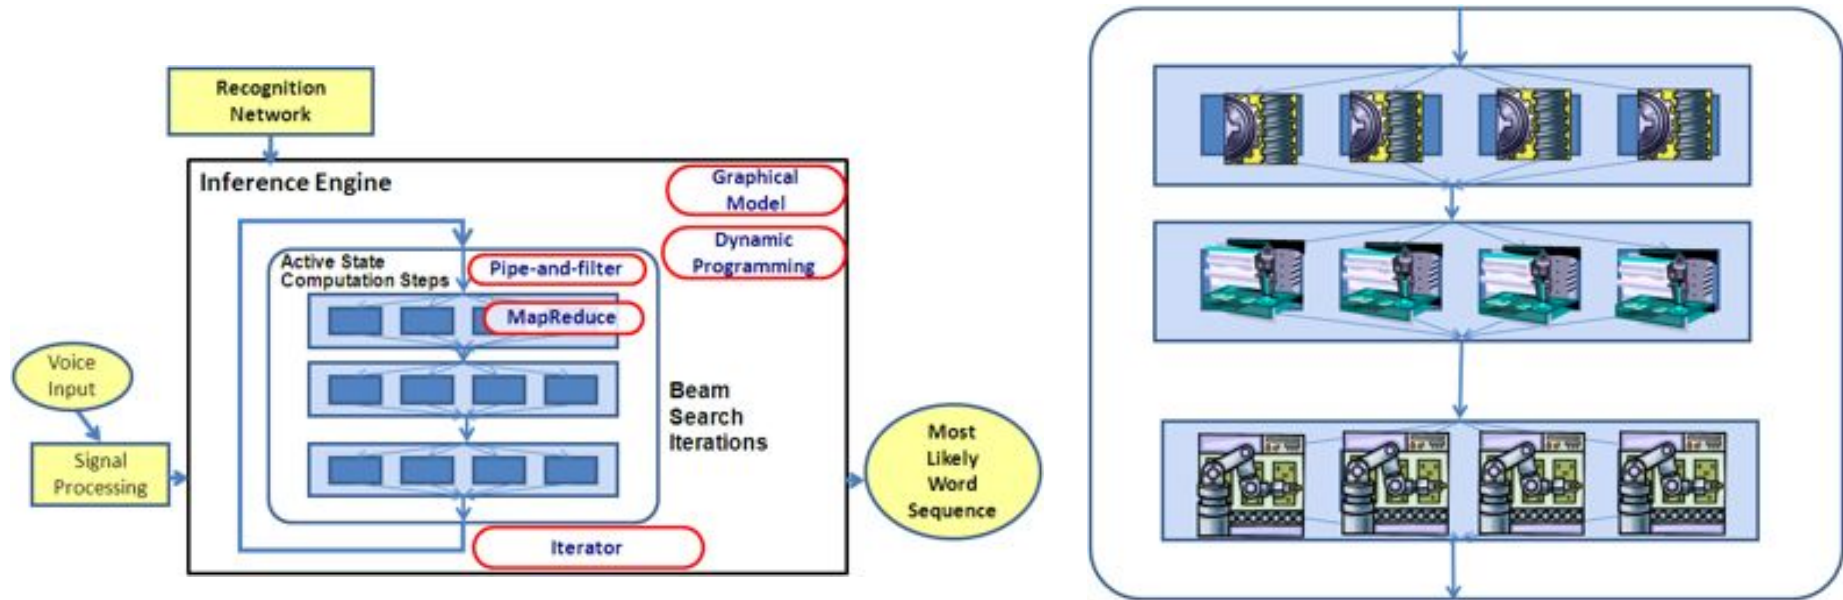 Recognition
Network
Inference Engine
Graphical
Model
Dynamic
Programming
Active State
Computation Steps
Pipe-and-filter
MapReduce
Voice
Input
Signal
Processing
Beam
Search
Iterations
Most
Likely
Word
Sequence
Iterator